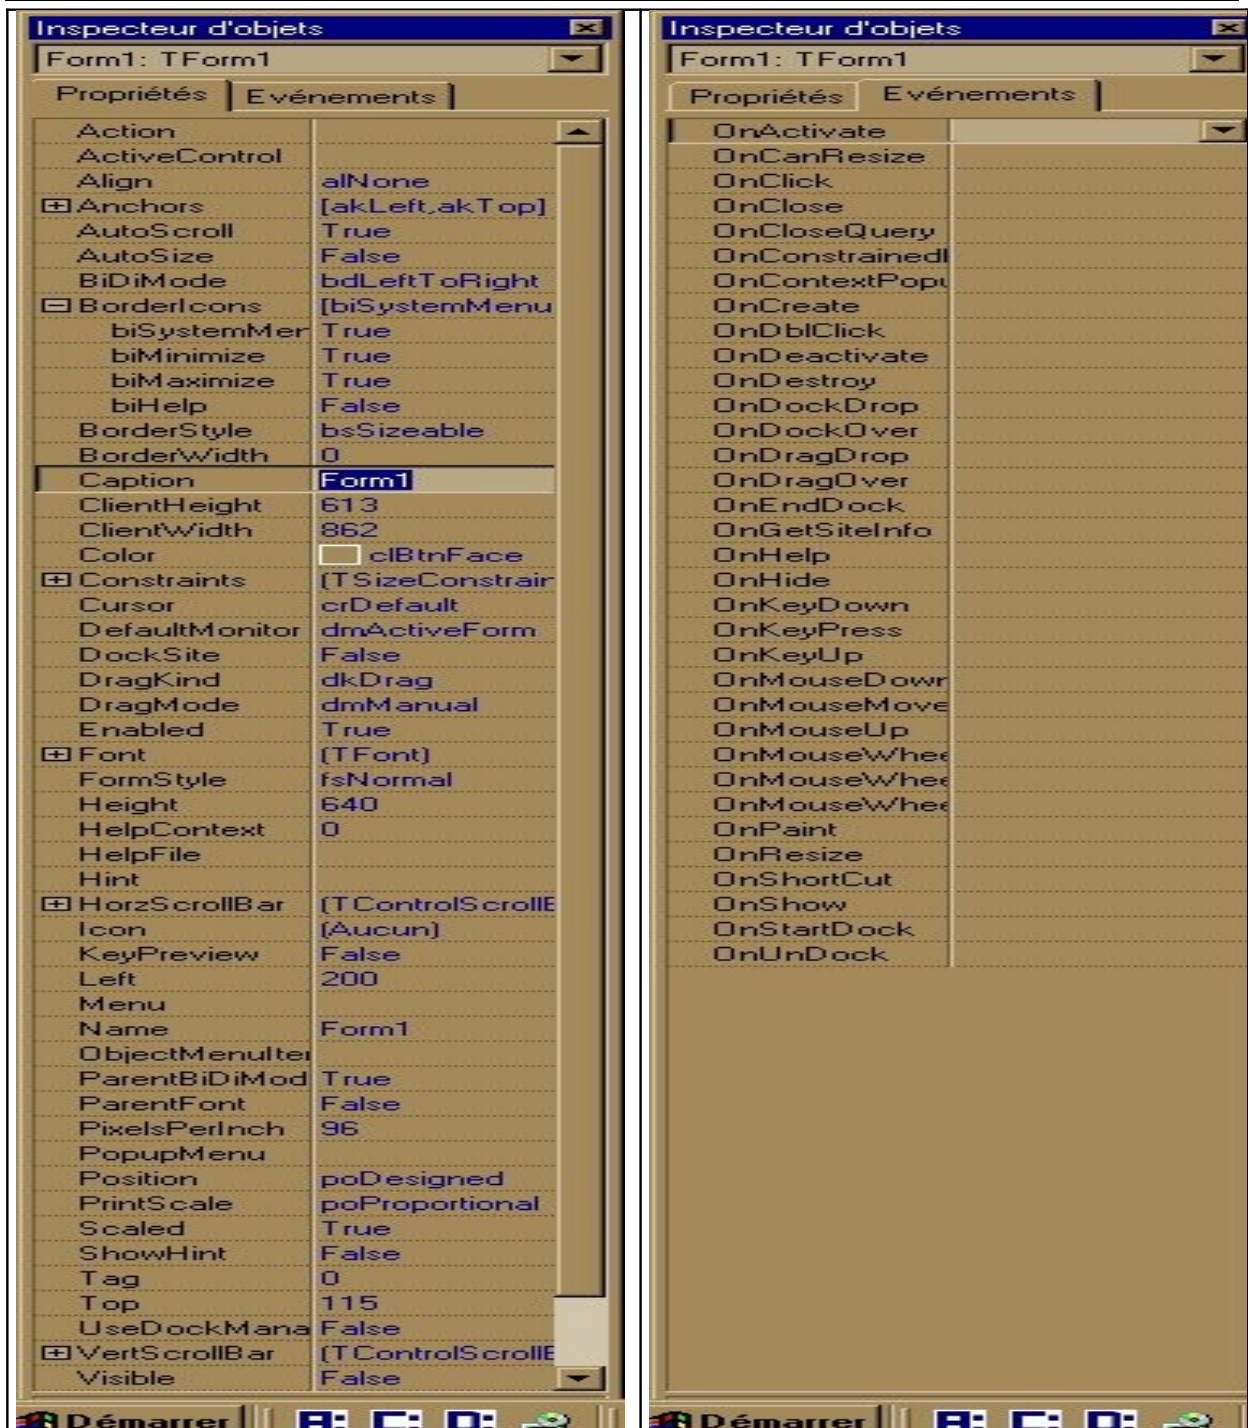 Inspecteur d'objets
Form1: TForm1
Propriétés Evénements
Action
ActiveControl
Align alNone
Anchors [akLeft,akTop]
AutoScroll True
AutoSize False
BiDiMode bdLeftToRight
BorderIcons [biSystemMenu
biSystemMer True
biMinimize True
biMaximize True
biHelp False
BorderStyle bsSizeable
BorderWidth 0
Caption Form1
ClientHeight 613
ClientWidth 862
Color clBtnFace
Constraints (TSizeConstrair
Cursor crDefault
DefaultMonitor dmActiveForm
DockSite False
DragKind dkDrag
DragMode dmManual
Enabled True
Font (TFont)
FormStyle fsNormal
Height 640
HelpContext 0
HelpFile
Hint
HorzScrollBar (TControlScrollE
Icon (Aucun)
KeyPreview False
Left 200
Menu
Name Form1
ObjectMenuIter
ParentBiDiMod True
ParentFont False
PixelsPerInch 96
PopupMenu
Position poDesigned
PrintScale poProportional
Scaled True
ShowHint False
Tag 0
Top 115
UseDockMana False
VertScrollBar (TControlScrollE
Visible False
Démarrer A: C: D:
Inspecteur d'objets
Form1: TForm1
Propriétés Evénements
OnActivate
OnCanResize
OnClick
OnClose
OnCloseQuery
OnConstrainedI
OnContextPopu
OnCreate
OnDblClick
OnDeactivate
OnDestroy
OnDockDrop
OnDockOver
OnDragDrop
OnDragOver
OnEndDock
OnGetSiteInfo
OnHelp
OnHide
OnKeyDown
OnKeyPress
OnKeyUp
OnMouseDowr
OnMouseMove
OnMouseUp
OnMouseWhee
OnMouseWhee
OnMouseWhee
OnPaint
OnResize
OnShortCut
OnShow
OnStartDock
OnUnDock
Démarrer A: C: D: